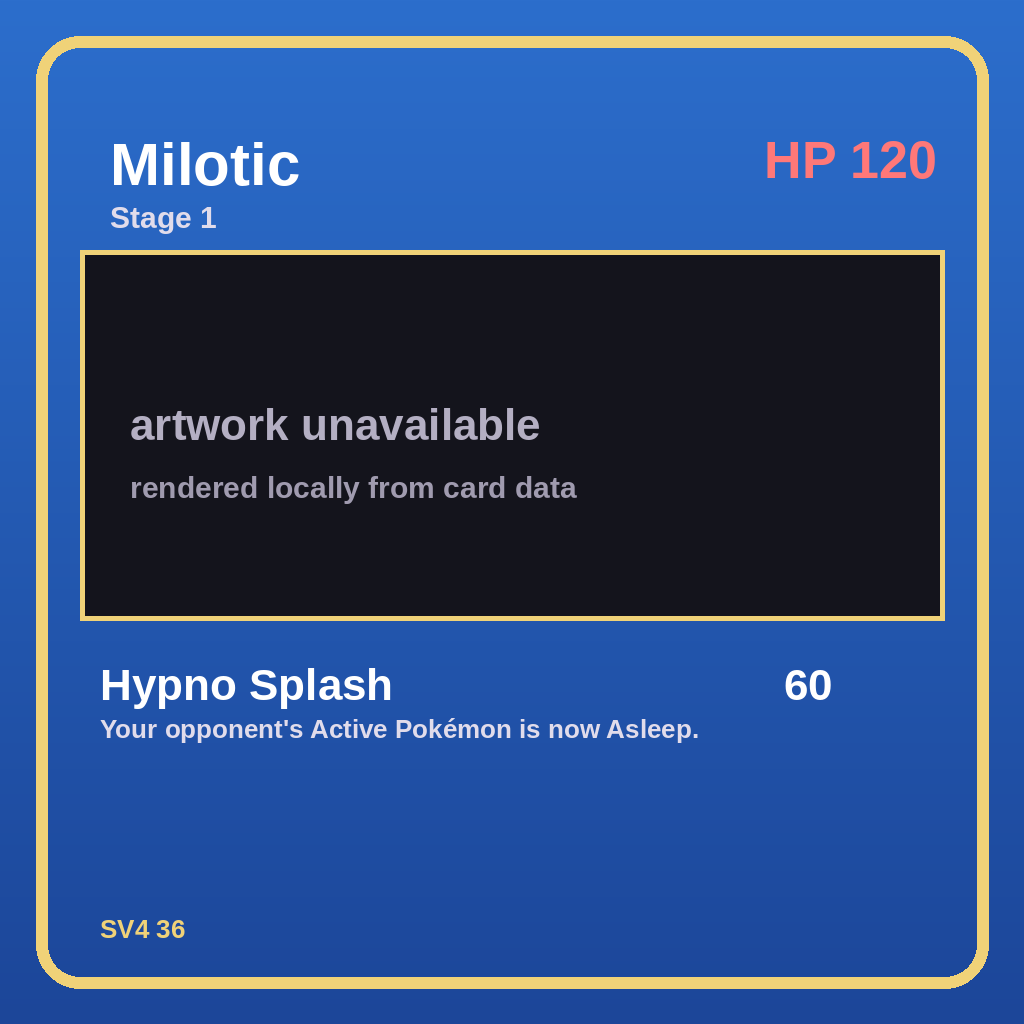 Milotic
HP 120
Stage 1
artwork unavailable
rendered locally from card data
Hypno Splash
60
Your opponent's Active Pokémon is now Asleep.
SV4 36